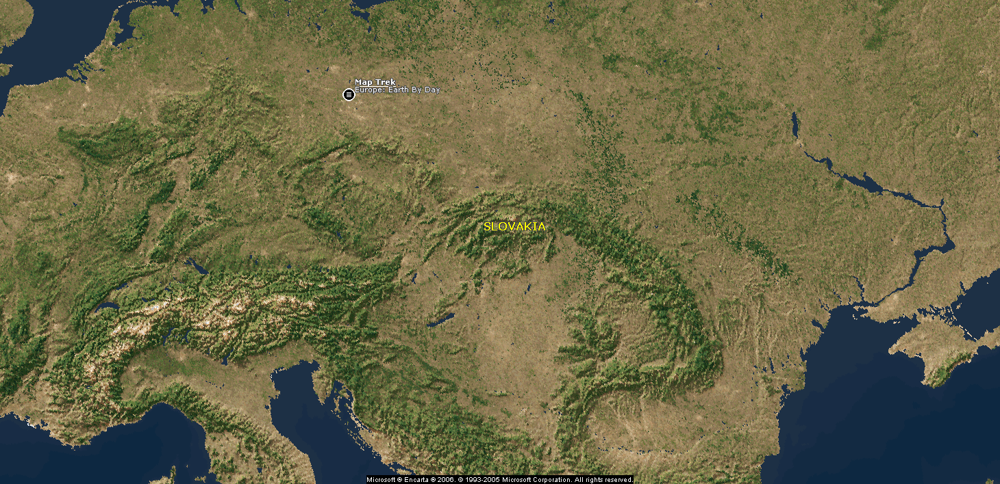 Map Trek
Europe: Earth By Day
SLOVAKIA
Microsoft ® Encarta ® 2006. © 1993-2005 Microsoft Corporation. All rights reserved.